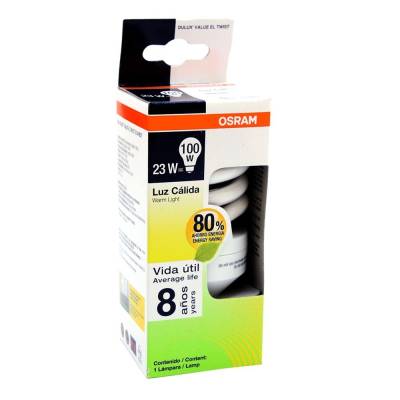 DULUX® VALUE EL TWIST
OSRAM
23 W
100 W
Luz Cálida
Warm Light
80%
AHORRO ENERGÍA
ENERGY SAVING
Vida útil
Average life
8 años
years
Contenido / Content:
1 Lámpara / Lamp